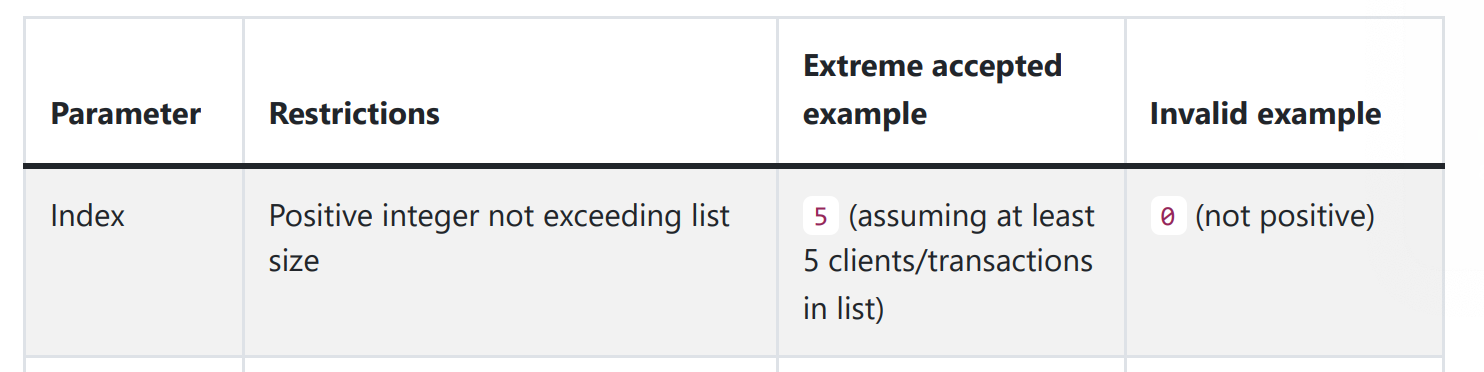 Parameter
Restrictions
Extreme accepted
example
Invalid example
Index
Positive integer not exceeding list
size
5 (assuming at least
5 clients/transactions
in list)
0 (not positive)